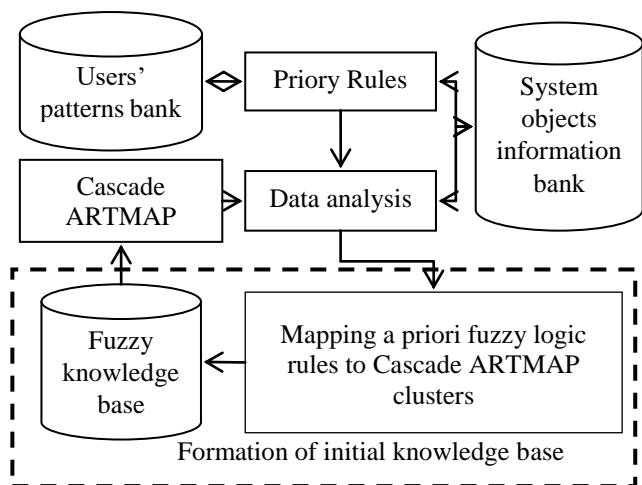 Users’
patterns bank
Priory Rules
System
objects
information
bank
Cascade
ARTMAP
Data analysis
Fuzzy
knowledge
base
Mapping a priori fuzzy logic
rules to Cascade ARTMAP
clusters
Formation of initial knowledge base